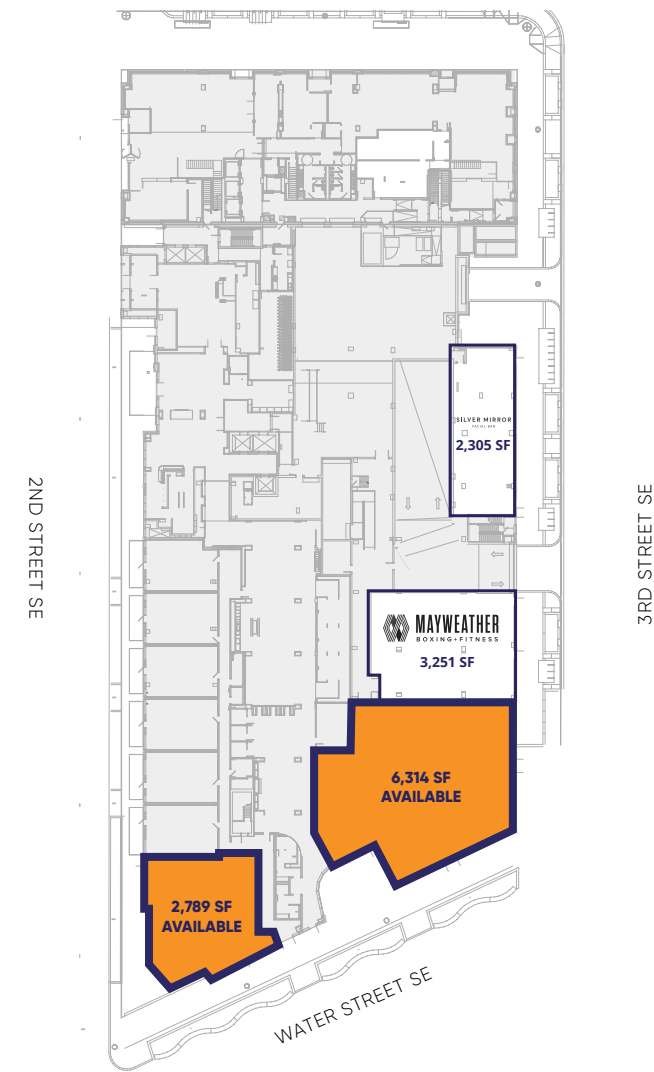 SILVER MIRROR
FACIAL BAR
2,305 SF
2ND STREET SE
3RD STREET SE
MAYWEATHER
BOXING+FITNESS
3,251 SF
6,314 SF
AVAILABLE
2,789 SF
AVAILABLE
WATER STREET SE